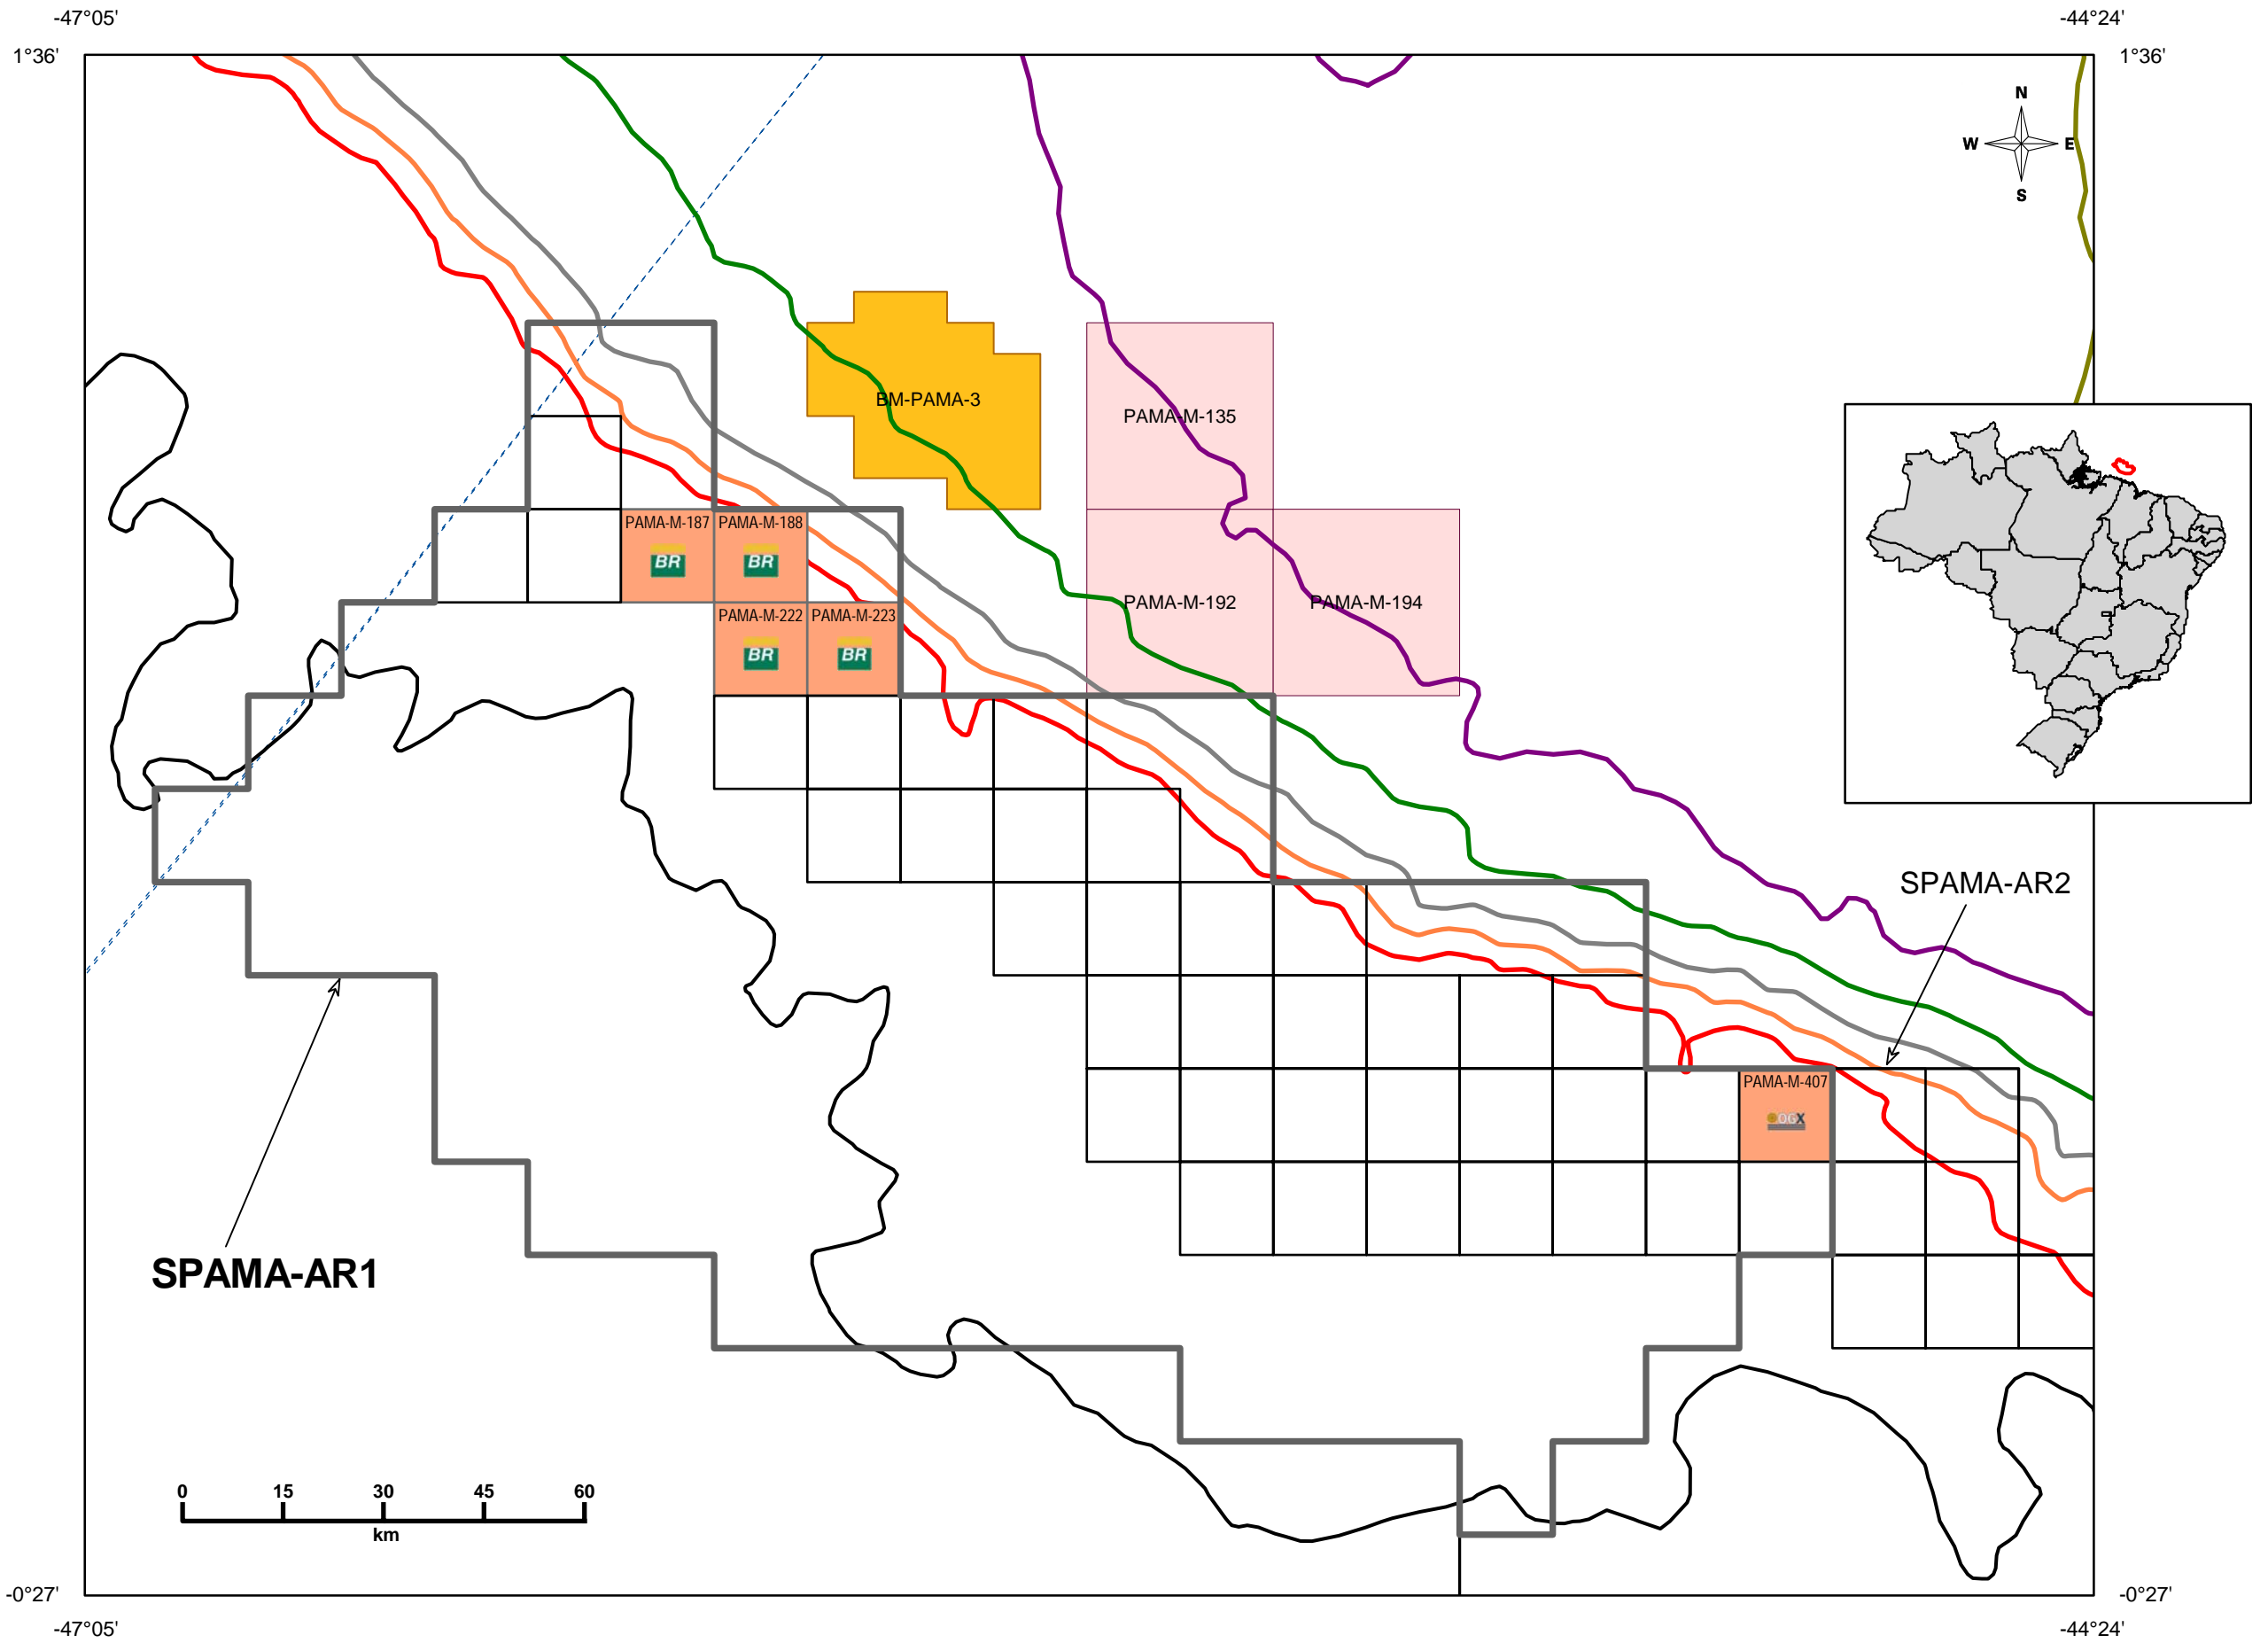 -47°05'
-44°24'
1°36'
1°36'
N
W
E
S
BM-PAMA-3
PAMA-M-135
PAMA-M-187
PAMA-M-188
BR
BR
PAMA-M-192
PAMA-M-194
PAMA-M-222
PAMA-M-223
BR
BR
SPAMA-AR2
PAMA-M-407
OGX
SPAMA-AR1
0
15
30
45
60
km
-0°27'
-0°27'
-47°05'
-44°24'